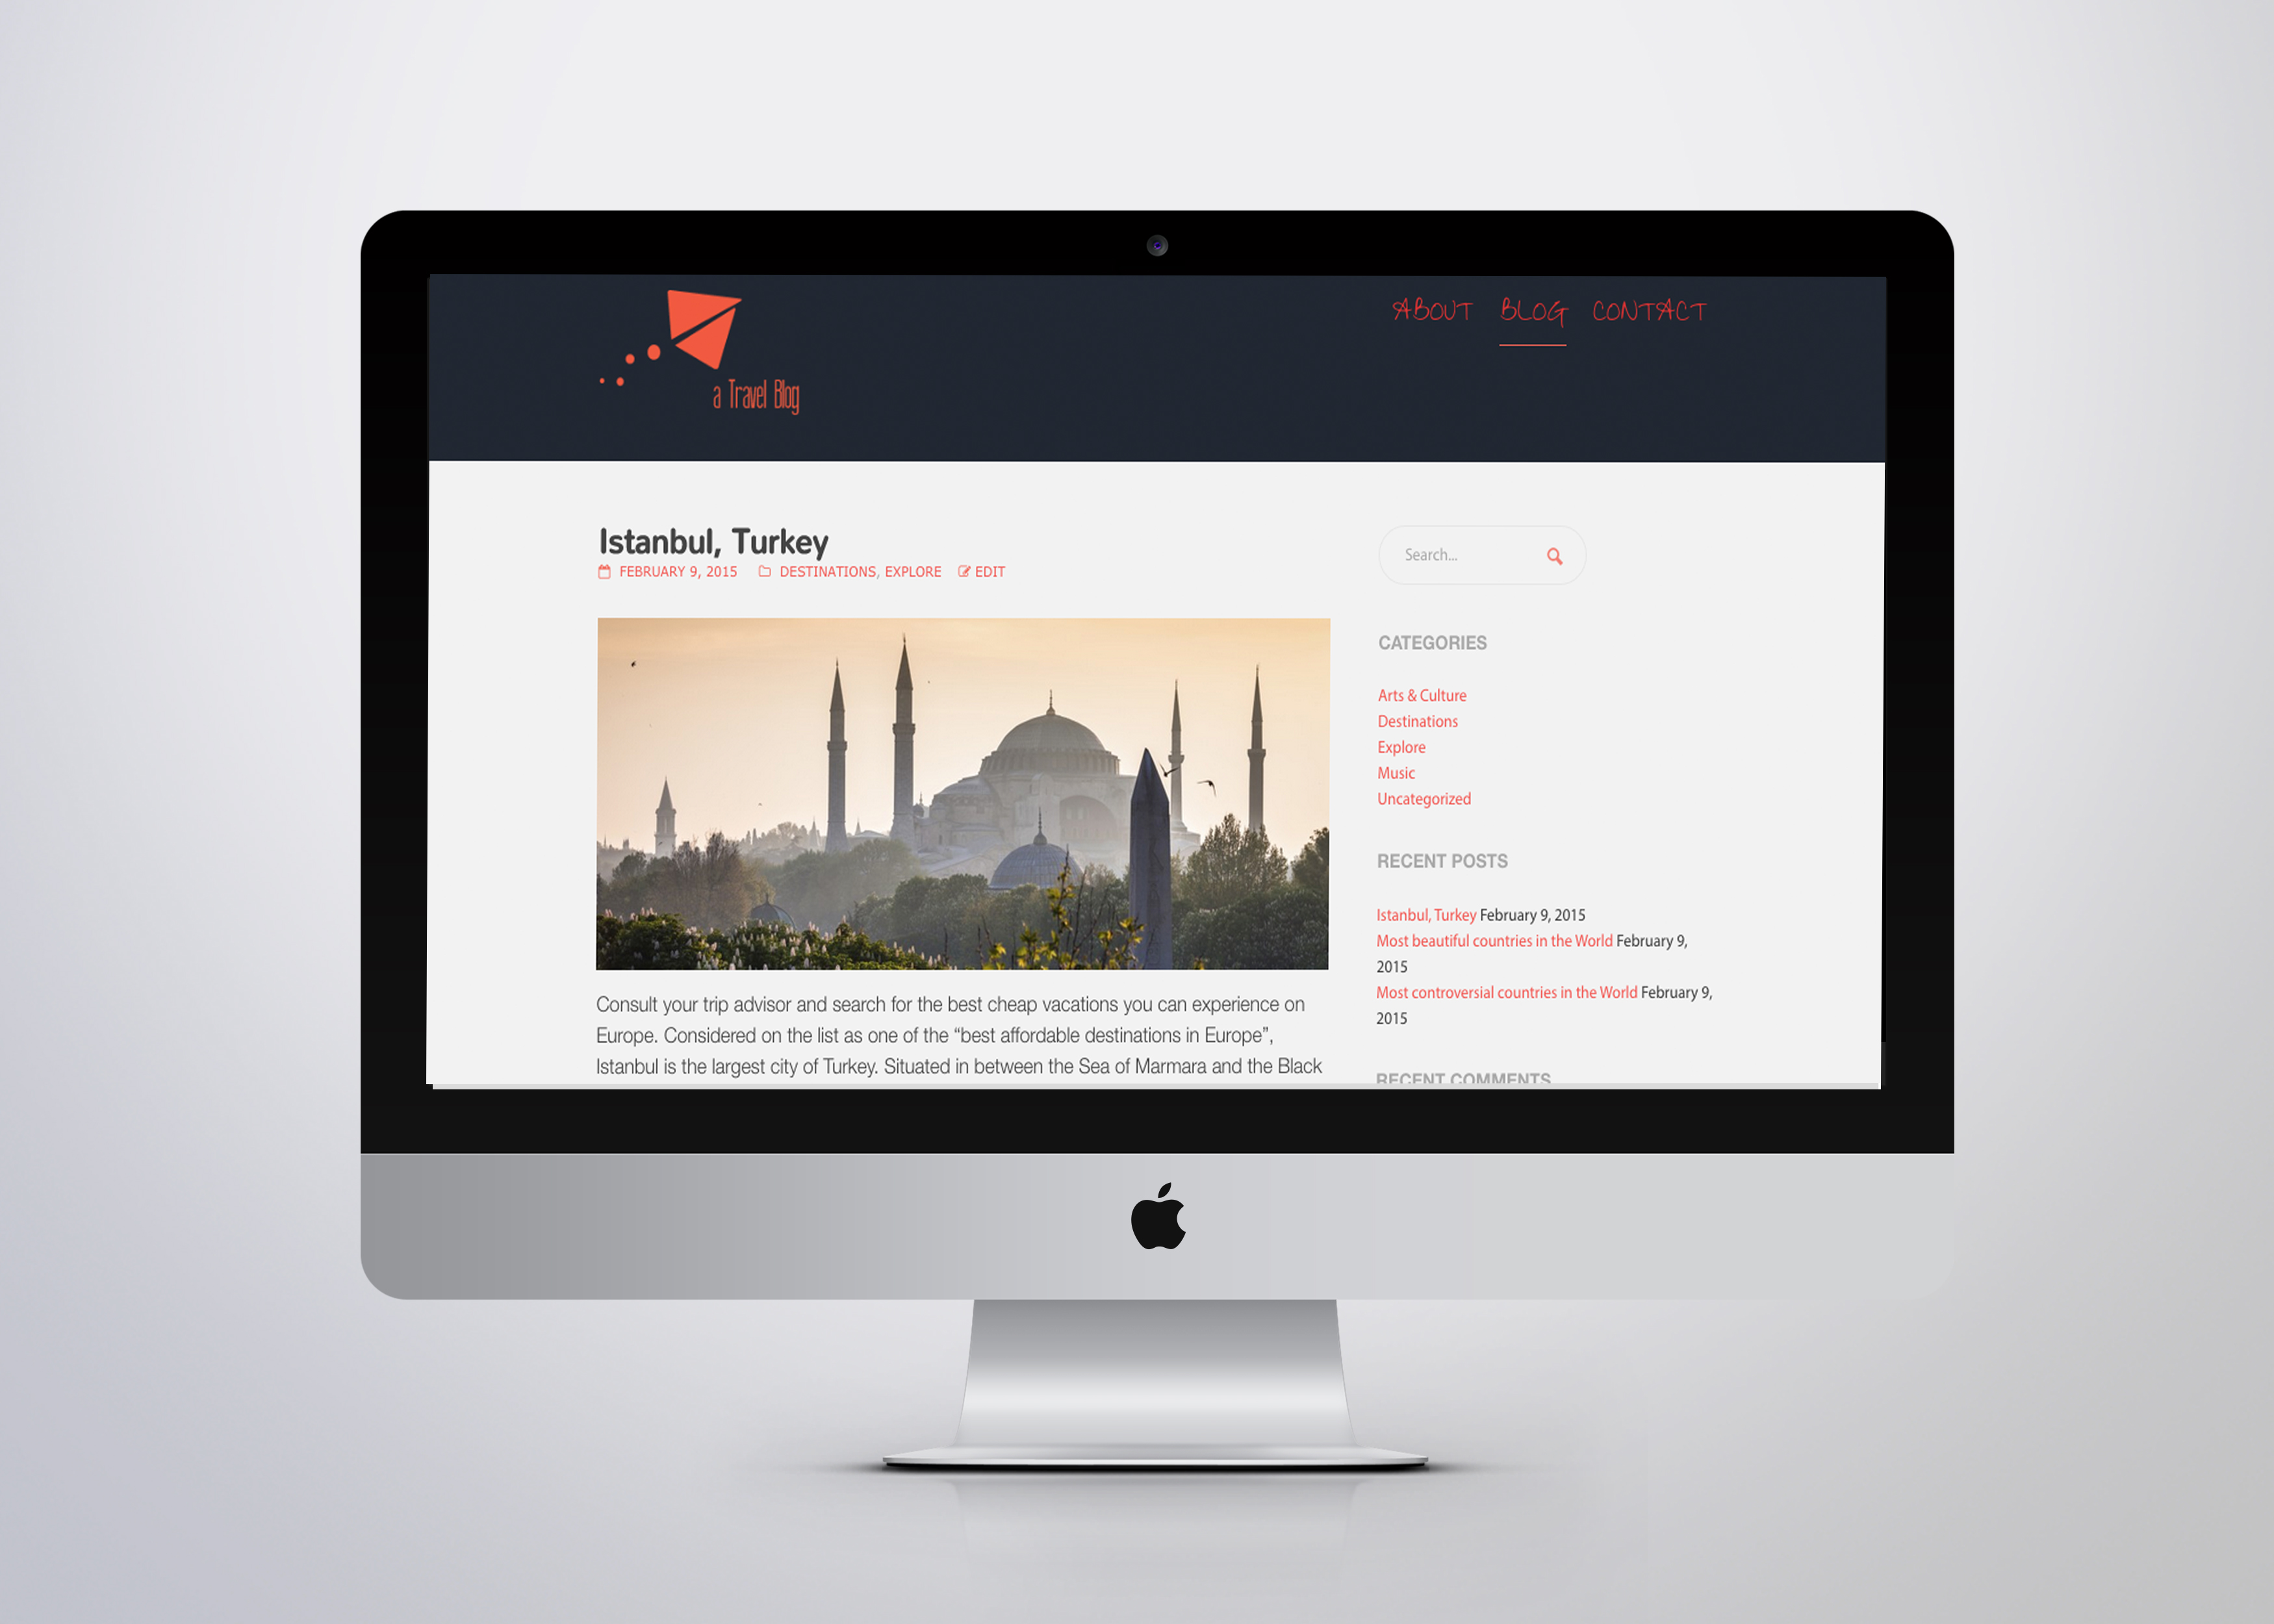 a Travel Blog
ABOUT BLOG CONTACT
Istanbul, Turkey
FEBRUARY 9, 2015 DESTINATIONS, EXPLORE EDIT
Consult your trip advisor and search for the best cheap vacations you can experience on
Europe. Considered on the list as one of the “best affordable destinations in Europe”,
Istanbul is the largest city of Turkey. Situated in between the Sea of Marmara and the Black
Search...
CATEGORIES
Arts & Culture
Destinations
Explore
Music
Uncategorized
RECENT POSTS
Istanbul, Turkey February 9, 2015
Most beautiful countries in the World February 9,
2015
Most controversial countries in the World February 9,
2015
RECENT COMMENTS